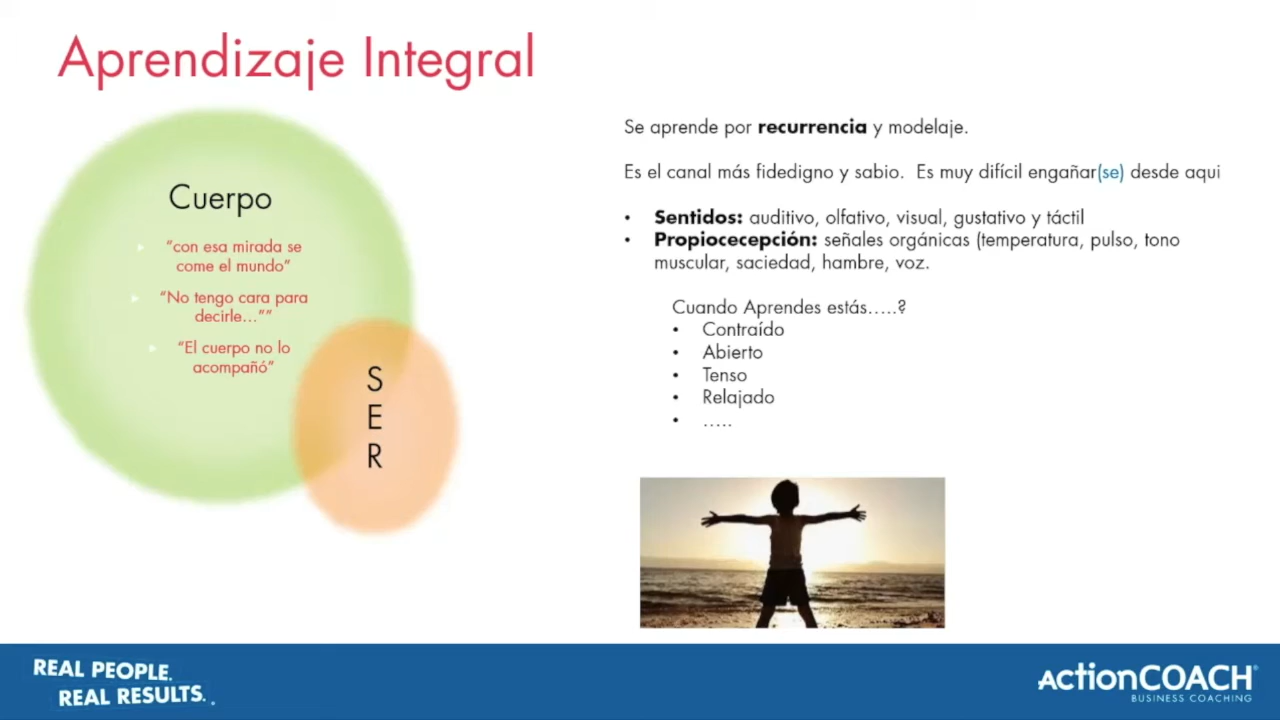 Aprendizaje Integral
Cuerpo
"con esa mirada se
come el mundo"
"No tengo cara para
decirle...""
"El cuerpo no lo
acompañó"
S
E
R
Se aprende por recurrencia y modelaje.
Es el canal más fidedigno y sabio. Es muy difícil engañar(se) desde aqui
• Sentidos: auditivo, olfativo, visual, gustativo y táctil
• Propiocecepción: señales orgánicas (temperatura, pulso, tono
muscular, saciedad, hambre, voz.
Cuando Aprendes estás.....?
• Contraído
• Abierto
• Tenso
• Relajado
• .....
REAL PEOPLE.
REAL RESULTS.
ActionCOACH®
BUSINESS COACHING